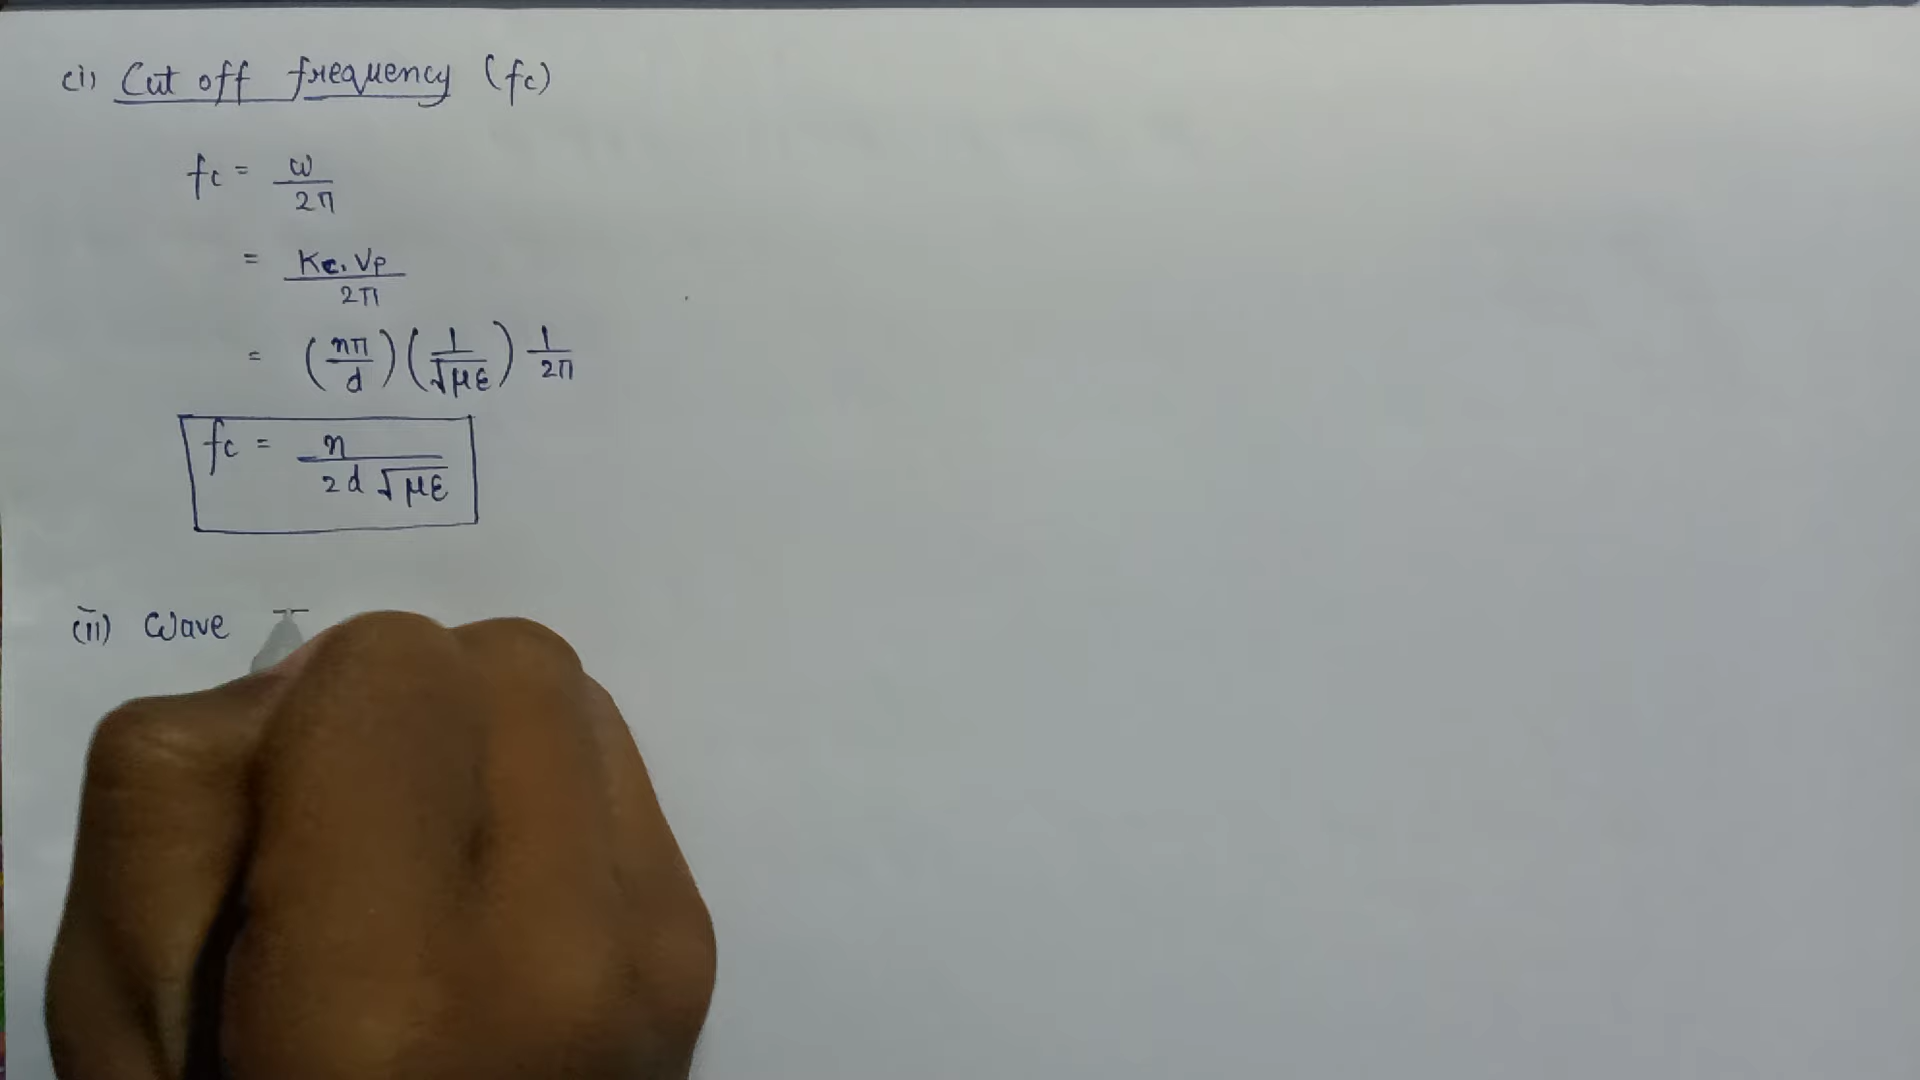 (i) Cut off frequency (fc)
fc = ω / 2π
= Kc. Vp / 2π
= (nπ / d) (1 / √με) 1 / 2π
fc = n / 2d √με
(ii) Wave